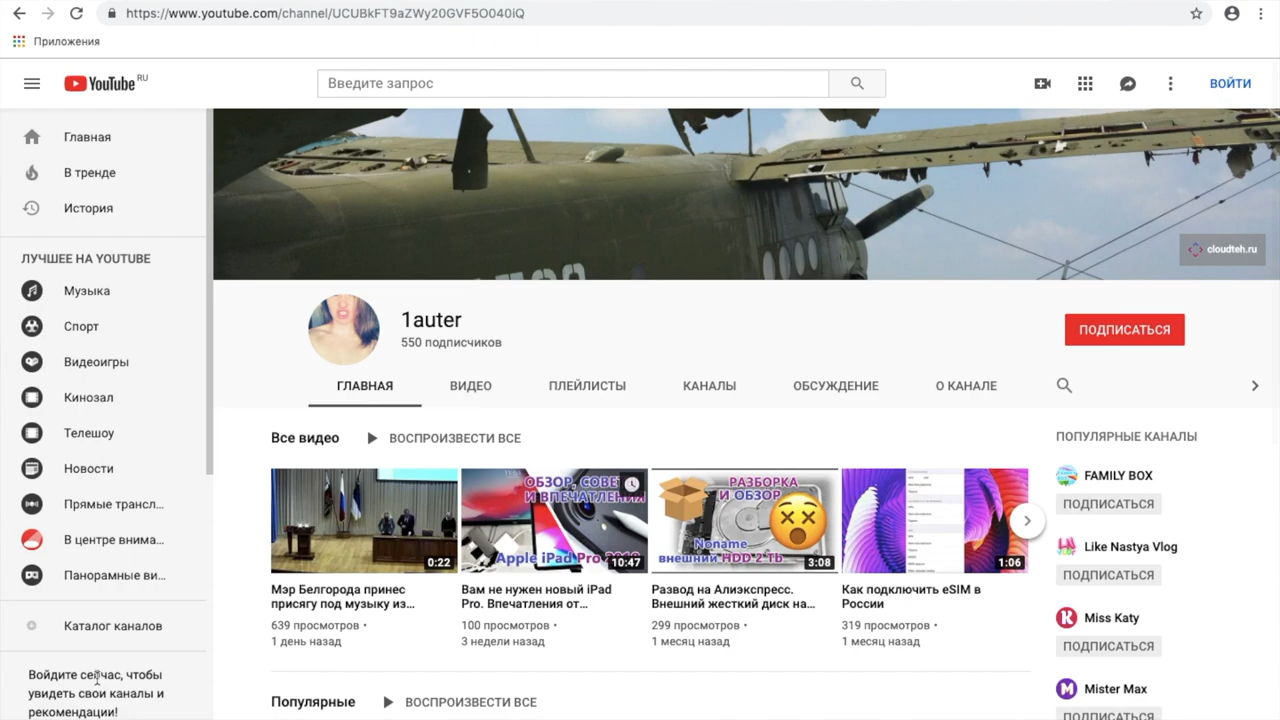 https://www.youtube.com/channel/UCUBkFT9aZWy20GVF5O040iQ
Приложения
YouTube RU
Введите запрос
ВОЙТИ
Главная
В тренде
История
ЛУЧШЕЕ НА YOUTUBE
Музыка
Спорт
Видеоигры
Кинозал
Телешоу
Новости
Прямые трансл...
В центре внима...
Панорамные ви...
Каталог каналов
Войдите сейчас, чтобы
увидеть свои каналы и
рекомендации!
cloudteh.ru
1auter
550 подписчиков
ПОДПИСАТЬСЯ
ГЛАВНАЯ
ВИДЕО
ПЛЕЙЛИСТЫ
КАНАЛЫ
ОБСУЖДЕНИЕ
О КАНАЛЕ
Все видео
ВОСПРОИЗВЕСТИ ВСЕ
0:22
Мэр Белгорода принес
присягу под музыку из...
639 просмотров •
1 день назад
ОБЗОР, СОВЕ
И ВПЕЧАТЛЕНИЯ
Apple iPad Pro 2018
10:47
Вам не нужен новый iPad
Pro. Впечатления от...
100 просмотров •
3 недели назад
РАЗБОРКА
И ОБЗОР
Noname
внешний HDD 2 Tb
3:08
Развод на Алиэкспресс.
Внешний жесткий диск на...
299 просмотров •
1 месяц назад
1:06
Как подключить eSIM в
России
319 просмотров •
1 месяц назад
Популярные
ВОСПРОИЗВЕСТИ ВСЕ
ПОПУЛЯРНЫЕ КАНАЛЫ
FAMILY BOX
ПОДПИСАТЬСЯ
Like Nastya Vlog
ПОДПИСАТЬСЯ
Miss Katy
ПОДПИСАТЬСЯ
Mister Max
ПОДПИСАТЬСЯ